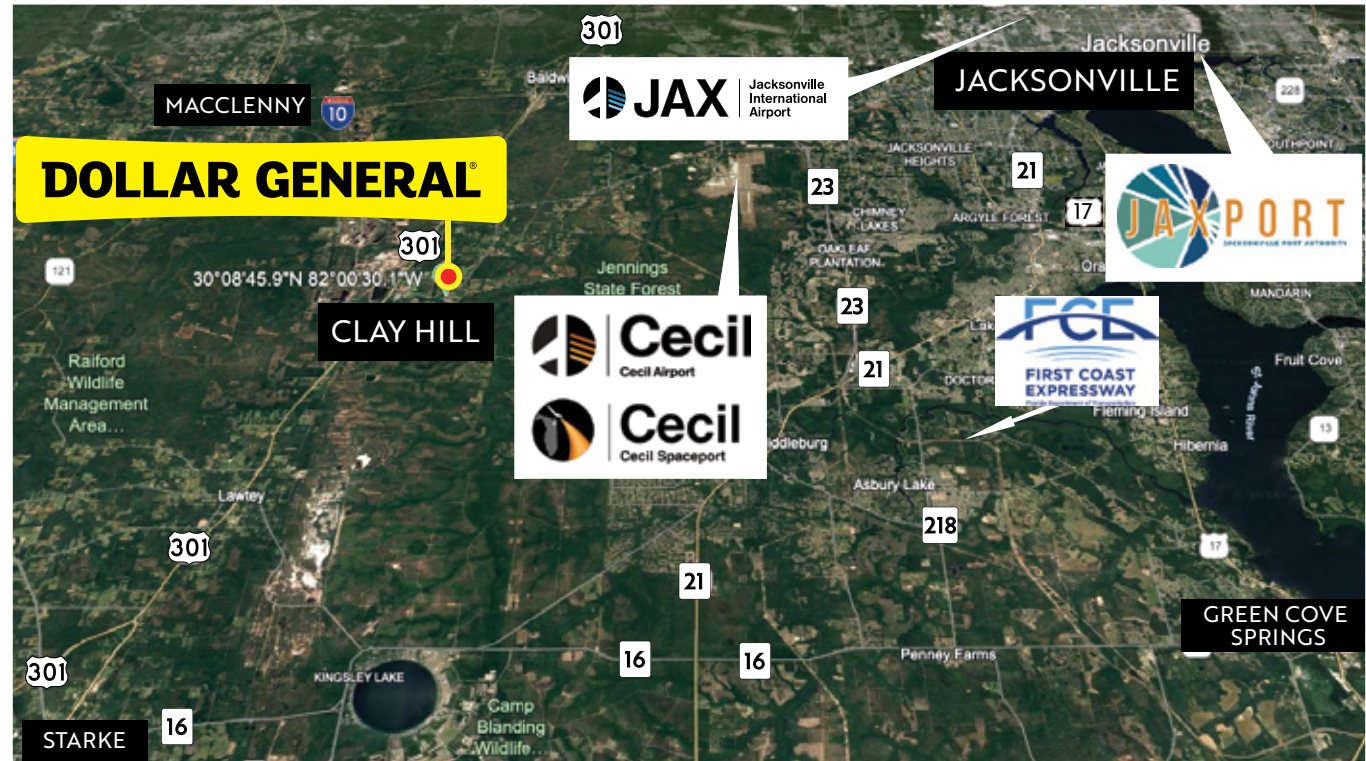 301
Jacksonville
JAX
Jacksonville
International
Airport
JACKSONVILLE
MACCLENNY
10
228
DOLLAR GENERAL®
JACKSONVILLE
HEIGHTS
21
23
17
JAXPORT
JACKSONVILLE PORT AUTHORITY
CHIMNEY
LAKES
ARGYLE FOREST
301
OAKLEAF
PLANTATION
121
30°08'45.9"N 82°00'30.1"W
Jennings
State Forest
MANDARIN
CLAY HILL
23
Cecil
Cecil Airport
Cecil
Cecil Spaceport
FCE
FIRST COAST
EXPRESSWAY
Florida Department of Transportation
21
Fruit Cove
Raiford
Wildlife
Management
Area...
St Johns River
Fleming Island
13
Hibernia
Lawtey
Asbury Lake
218
301
17
21
GREEN COVE
SPRINGS
16
16
Penney Farms
301
KINGSLEY LAKE
Camp
Blanding
Wildlife...
16
STARKE